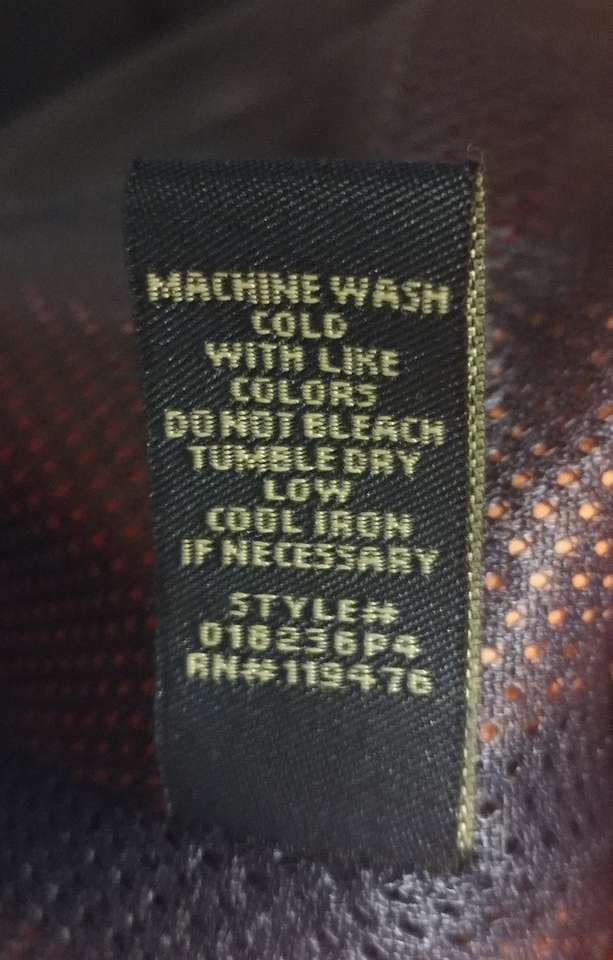 MACHINE WASH
COLD
WITH LIKE
COLORS
DO NOT BLEACH
TUMBLE DRY
LOW
COOL IRON
IF NECESSARY
STYLE#
018236P4
RN#119476